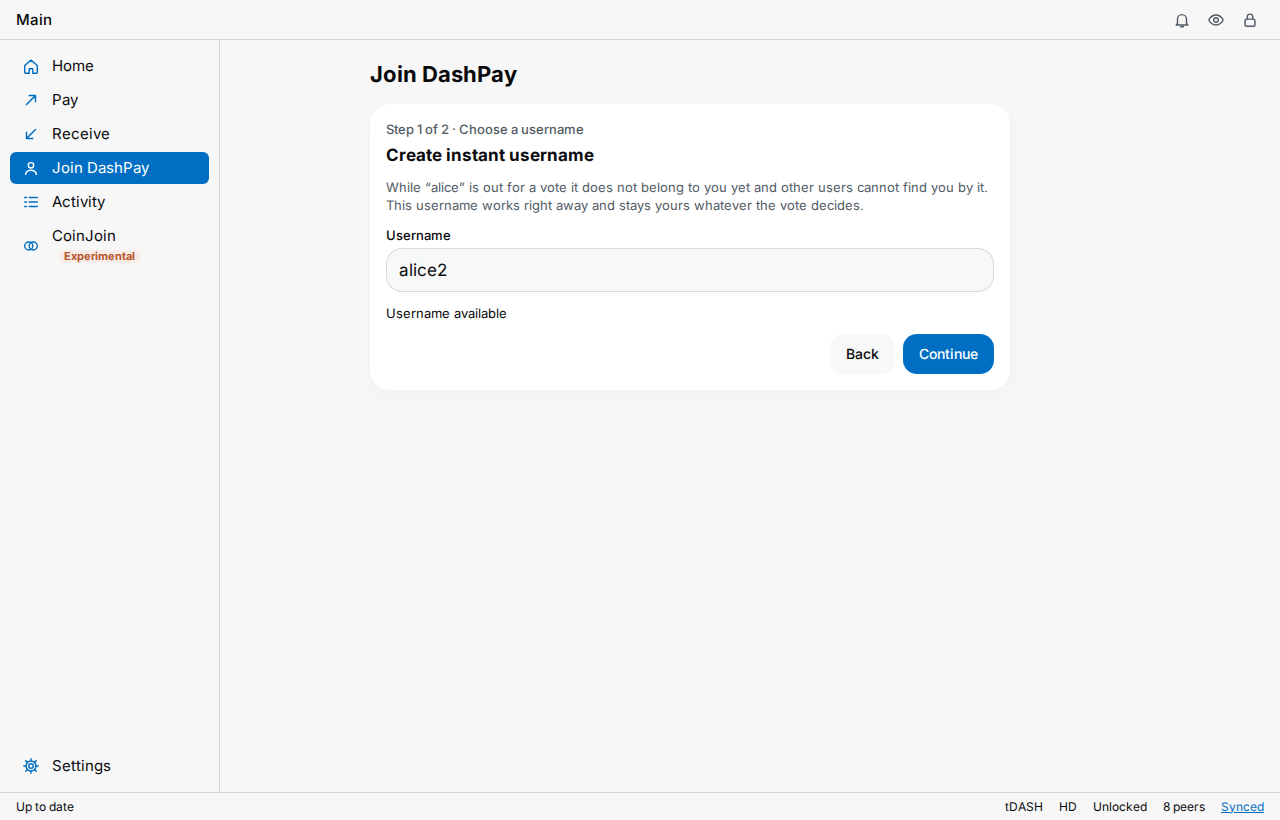 Main
Home
Pay
Receive
Join DashPay
Activity
CoinJoin
Experimental
Settings
Join DashPay
Step 1 of 2 · Choose a username
Create instant username
While “alice” is out for a vote it does not belong to you yet and other users cannot find you by it.
This username works right away and stays yours whatever the vote decides.
Username
alice2
Username available
Back Continue
Up to date tDASH HD Unlocked 8 peers Synced